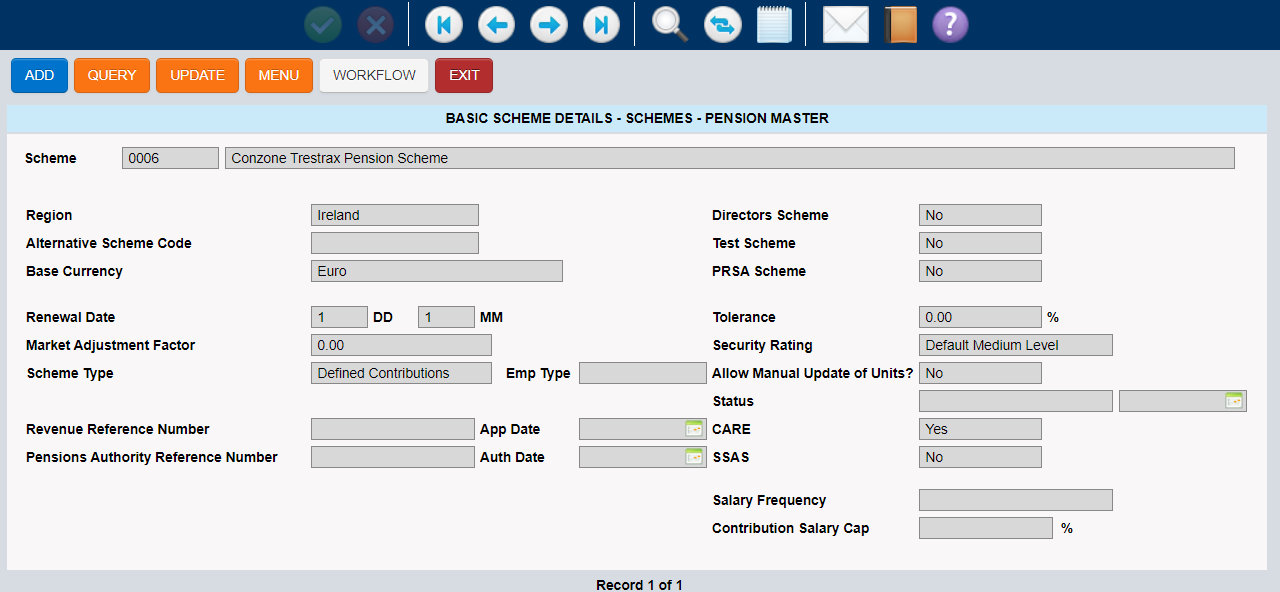 ADD QUERY UPDATE MENU WORKFLOW EXIT
BASIC SCHEME DETAILS - SCHEMES - PENSION MASTER
Scheme 0006 Conzone Trestrax Pension Scheme
Region Ireland Directors Scheme No
Alternative Scheme Code Test Scheme No
Base Currency Euro PRSA Scheme No
Renewal Date 1 DD 1 MM Tolerance 0.00 %
Market Adjustment Factor 0.00 Security Rating Default Medium Level
Scheme Type Defined Contributions Emp Type Allow Manual Update of Units? No
Status
Revenue Reference Number App Date CARE Yes
Pensions Authority Reference Number Auth Date SSAS No
Salary Frequency
Contribution Salary Cap %
Record 1 of 1